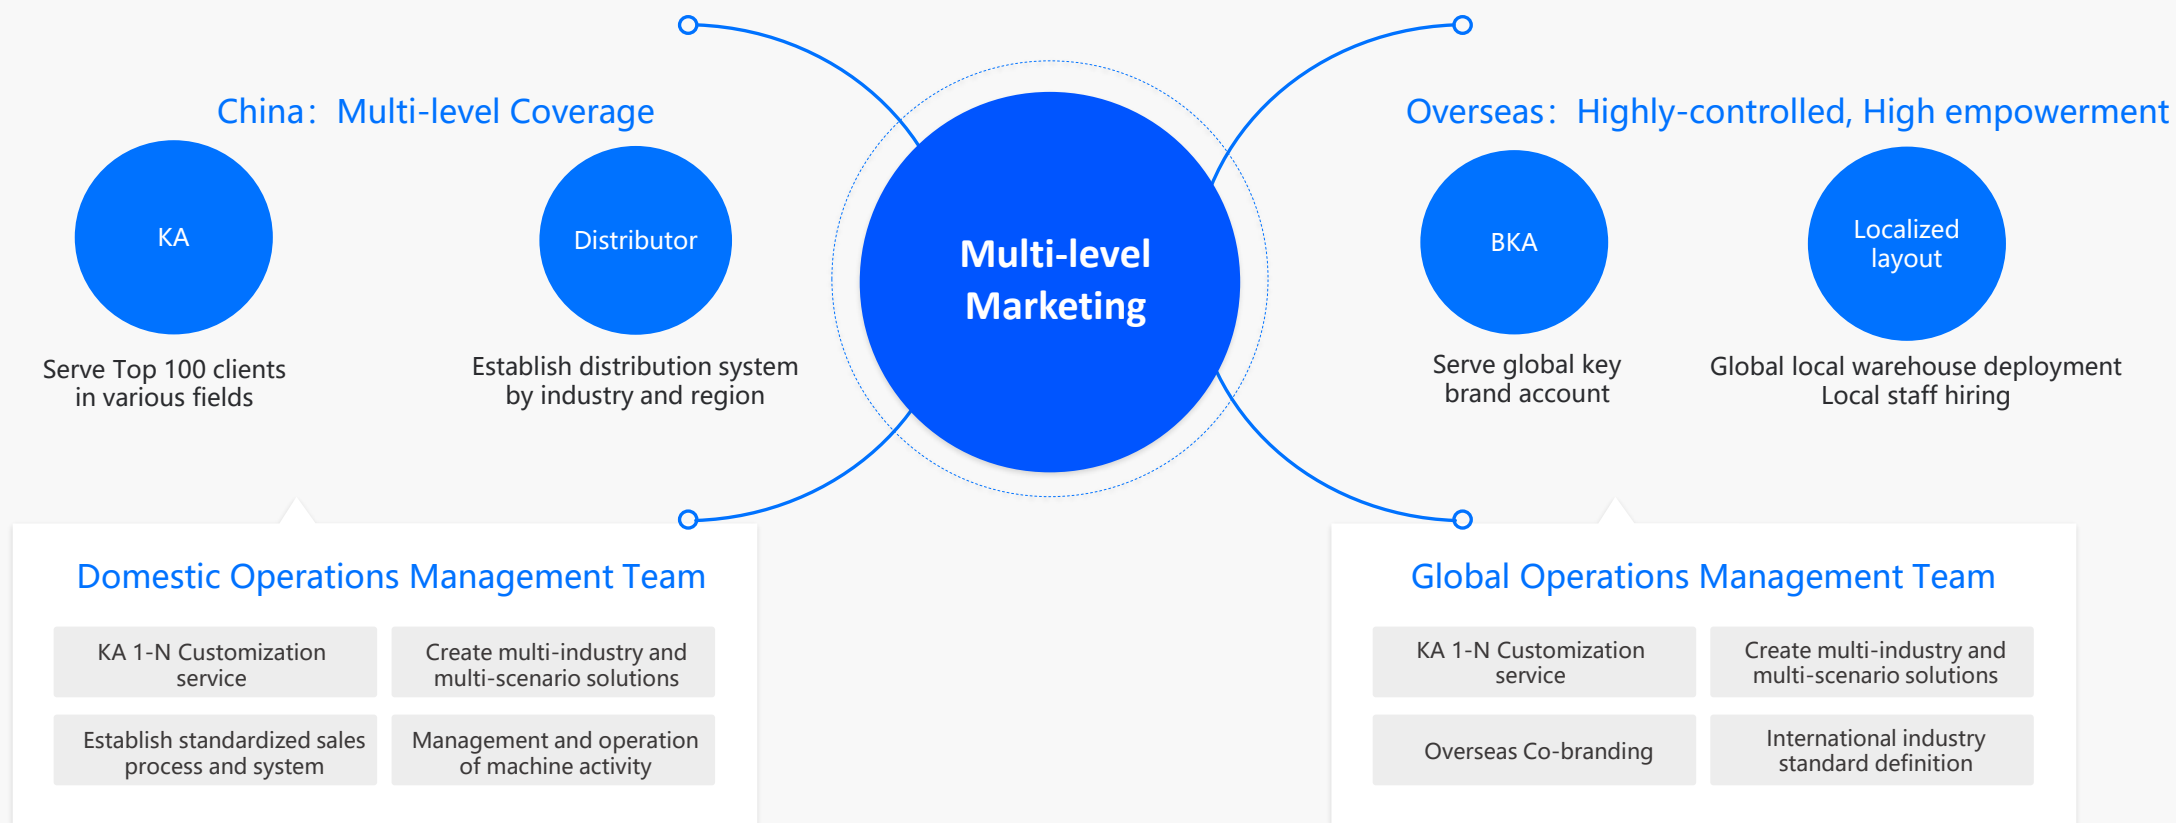 China：Multi-level Coverage
KA
Serve Top 100 clients
in various fields
Distributor
Establish distribution system
by industry and region
Multi-level
Marketing
Overseas：Highly-controlled, High empowerment
BKA
Serve global key
brand account
Localized
layout
Global local warehouse deployment
Local staff hiring
Domestic Operations Management Team
KA 1-N Customization
service
Create multi-industry and
multi-scenario solutions
Establish standardized sales
process and system
Management and operation
of machine activity
Global Operations Management Team
KA 1-N Customization
service
Create multi-industry and
multi-scenario solutions
Overseas Co-branding
International industry
standard definition